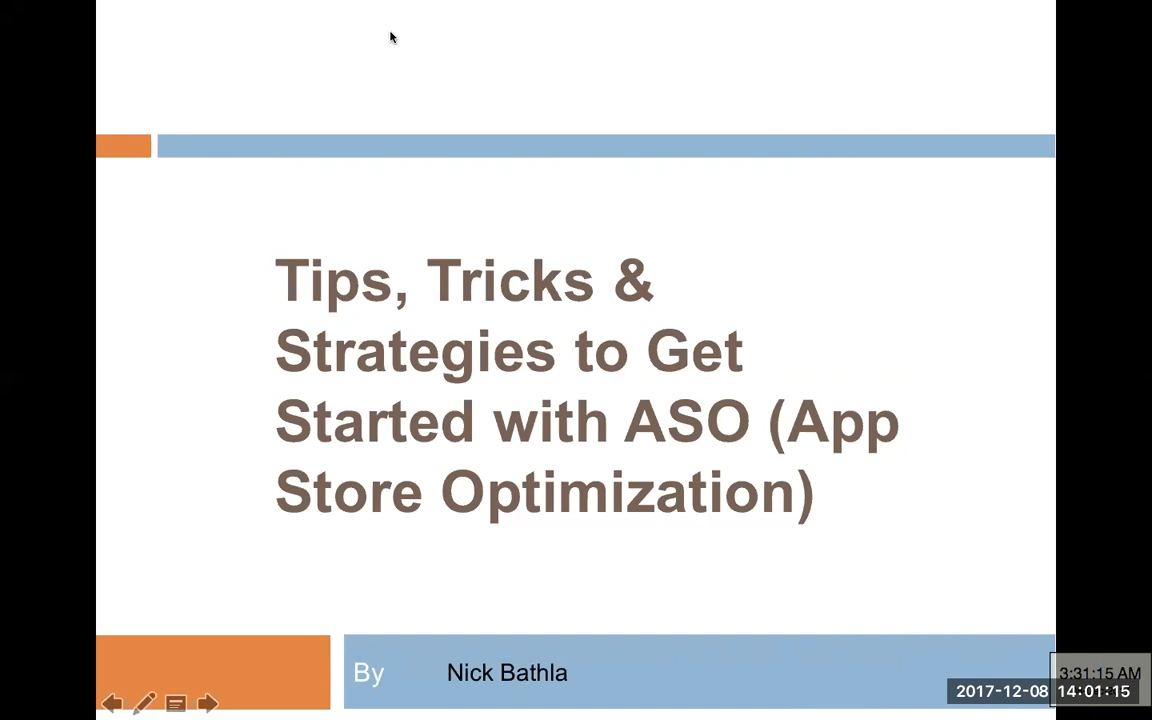 Tips, Tricks &
Strategies to Get
Started with ASO (App
Store Optimization)
By Nick Bathla
3:31:15 AM
2017-12-08 14:01:15